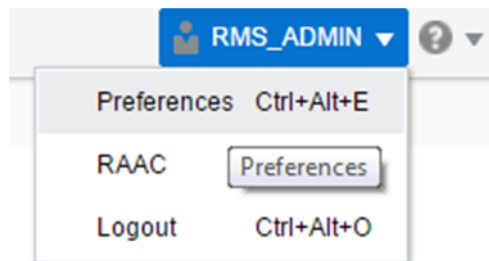 RMS_ADMIN
Preferences Ctrl+Alt+E
RAAC
Preferences
Logout Ctrl+Alt+O